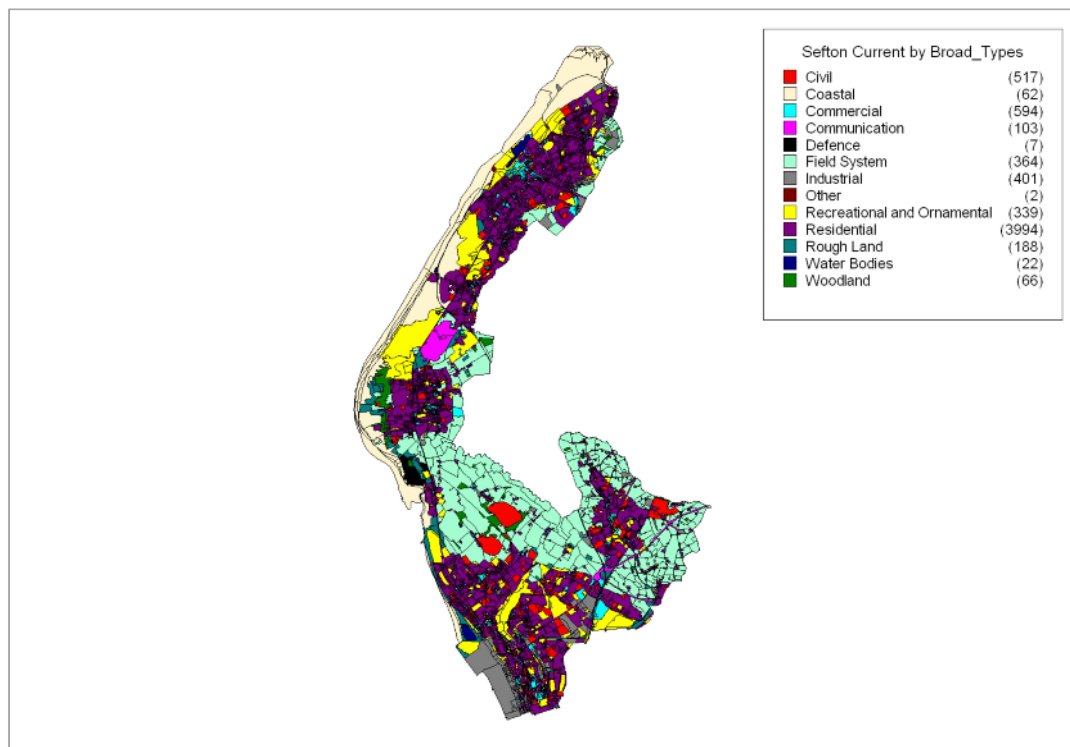 Sefton Current by Broad_Types
Civil (517)
Coastal (62)
Commercial (594)
Communication (103)
Defence (7)
Field System (364)
Industrial (401)
Other (2)
Recreational and Ornamental (339)
Residential (3994)
Rough Land (188)
Water Bodies (22)
Woodland (66)